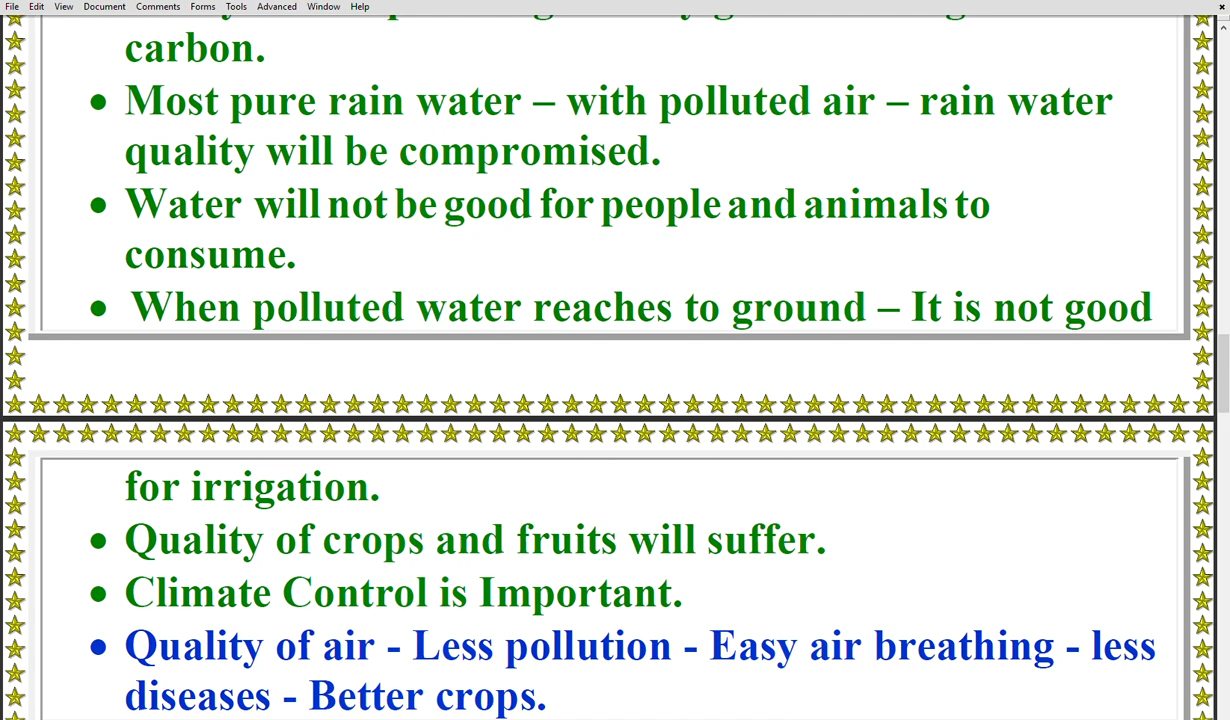 File Edit View Document Comments Forms Tools Advanced Window Help
carbon.
• Most pure rain water – with polluted air – rain water
quality will be compromised.
• Water will not be good for people and animals to
consume.
• When polluted water reaches to ground – It is not good
for irrigation.
• Quality of crops and fruits will suffer.
• Climate Control is Important.
• Quality of air - Less pollution - Easy air breathing - less
diseases - Better crops.